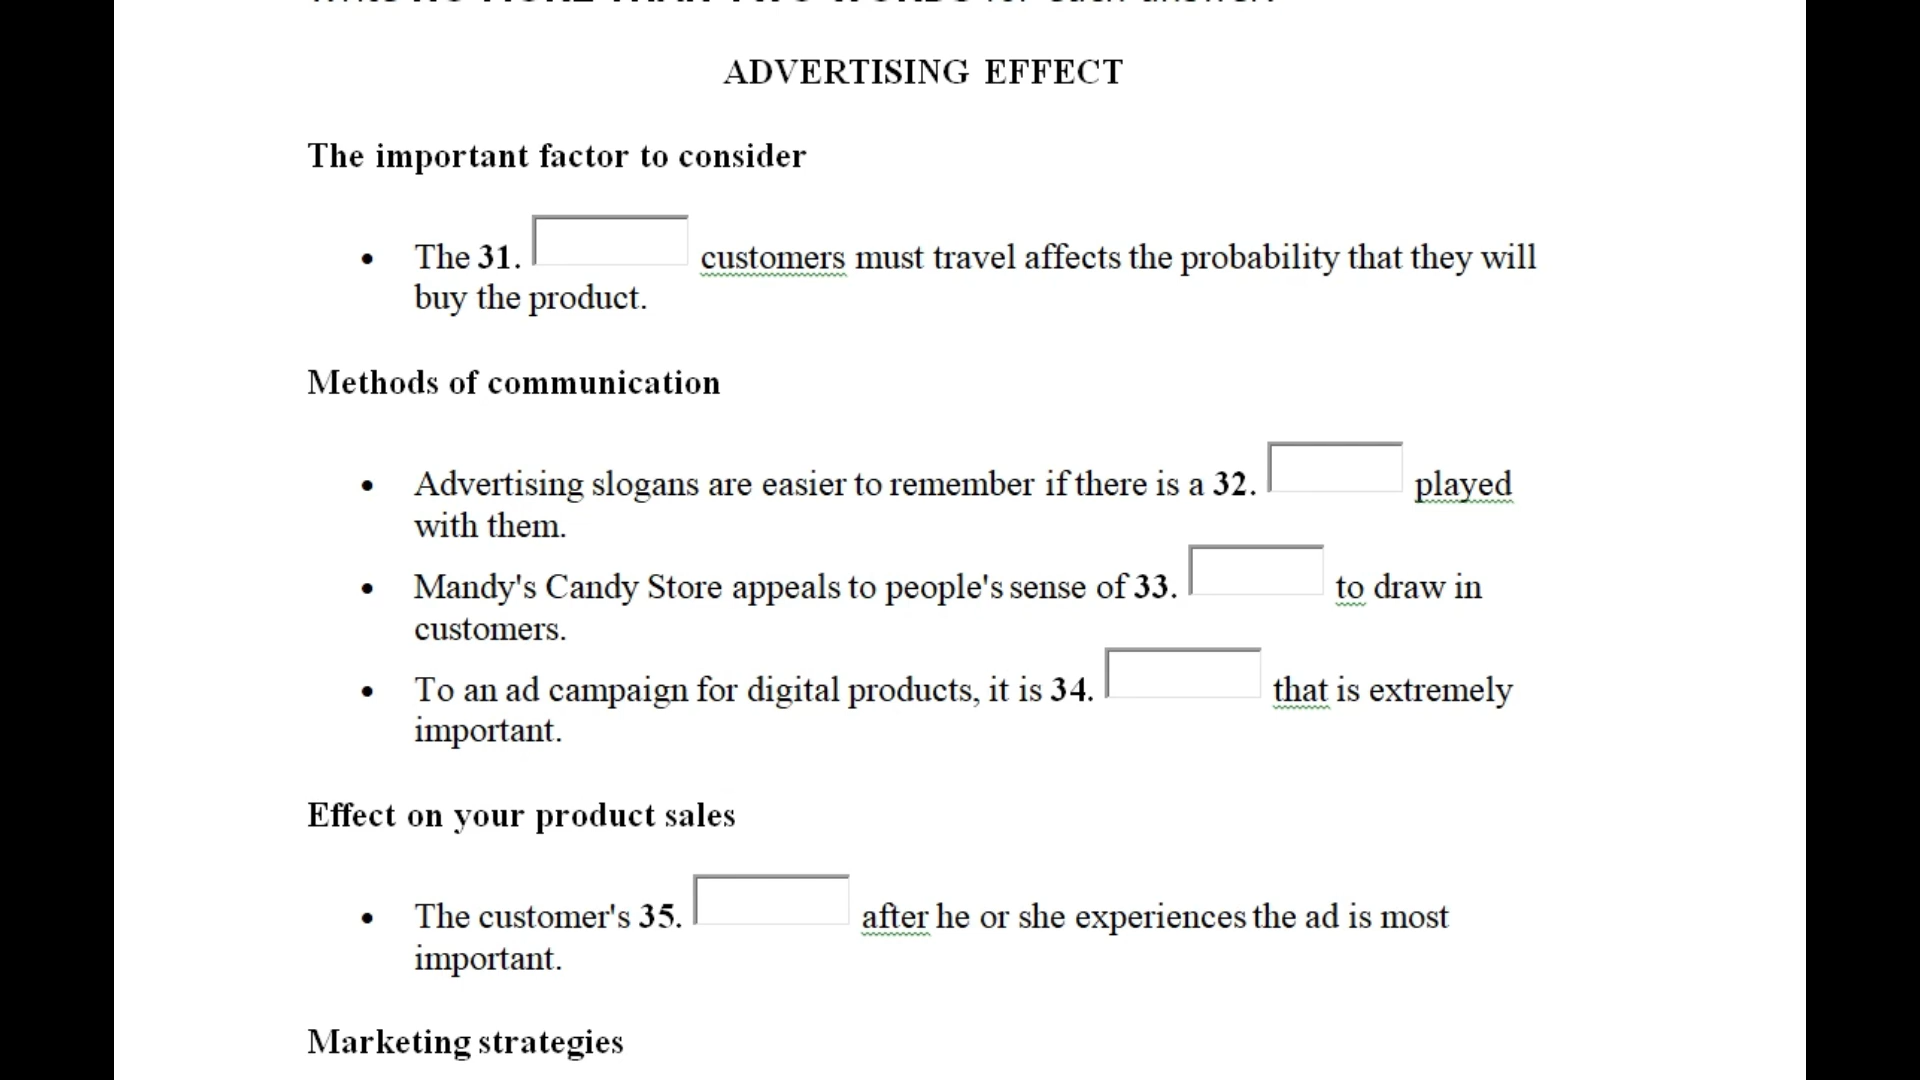 ADVERTISING EFFECT
The important factor to consider
• The 31. customers must travel affects the probability that they will
buy the product.
Methods of communication
• Advertising slogans are easier to remember if there is a 32. played
with them.
• Mandy's Candy Store appeals to people's sense of 33. to draw in
customers.
• To an ad campaign for digital products, it is 34. that is extremely
important.
Effect on your product sales
• The customer's 35. after he or she experiences the ad is most
important.
Marketing strategies